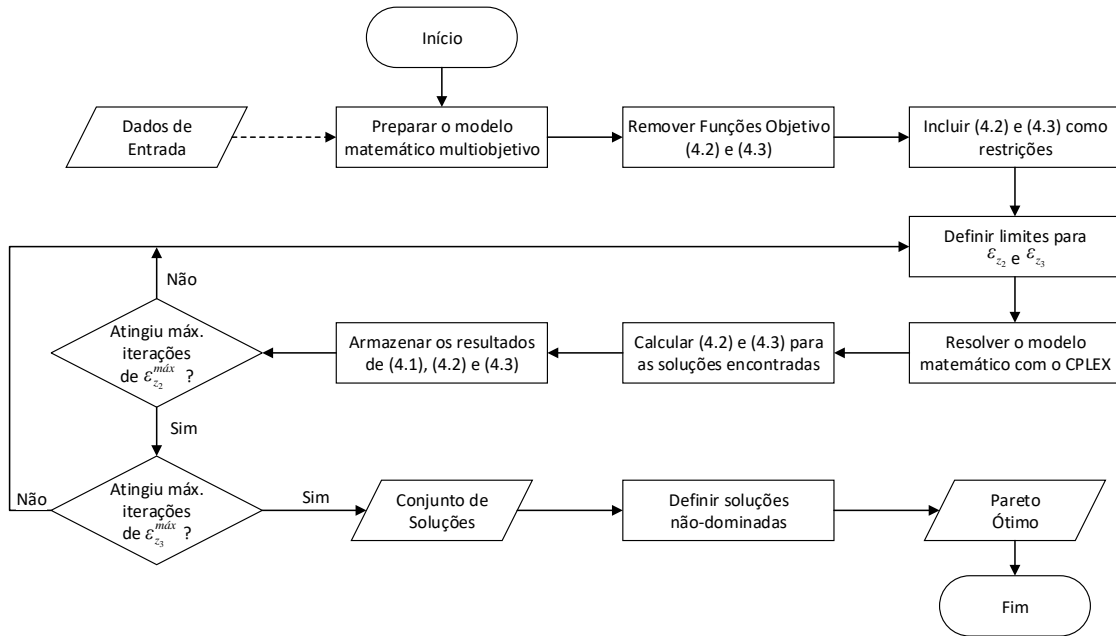 Início
Dados de
Entrada
Preparar o modelo
matemático multiobjetivo
Remover Funções Objetivo
(4.2) e (4.3)
Incluir (4.2) e (4.3) como
restrições
Definir limites para
ε_{z_2} e ε_{z_3}
Não
Atingiu máx.
iterações
de ε_{z_2}^{máx} ?
Armazenar os resultados
de (4.1), (4.2) e (4.3)
Calcular (4.2) e (4.3) para
as soluções encontradas
Resolver o modelo
matemático com o CPLEX
Sim
Não
Atingiu máx.
iterações
de ε_{z_3}^{máx} ?
Sim
Conjunto de
Soluções
Definir soluções
não-dominadas
Pareto
Ótimo
Fim